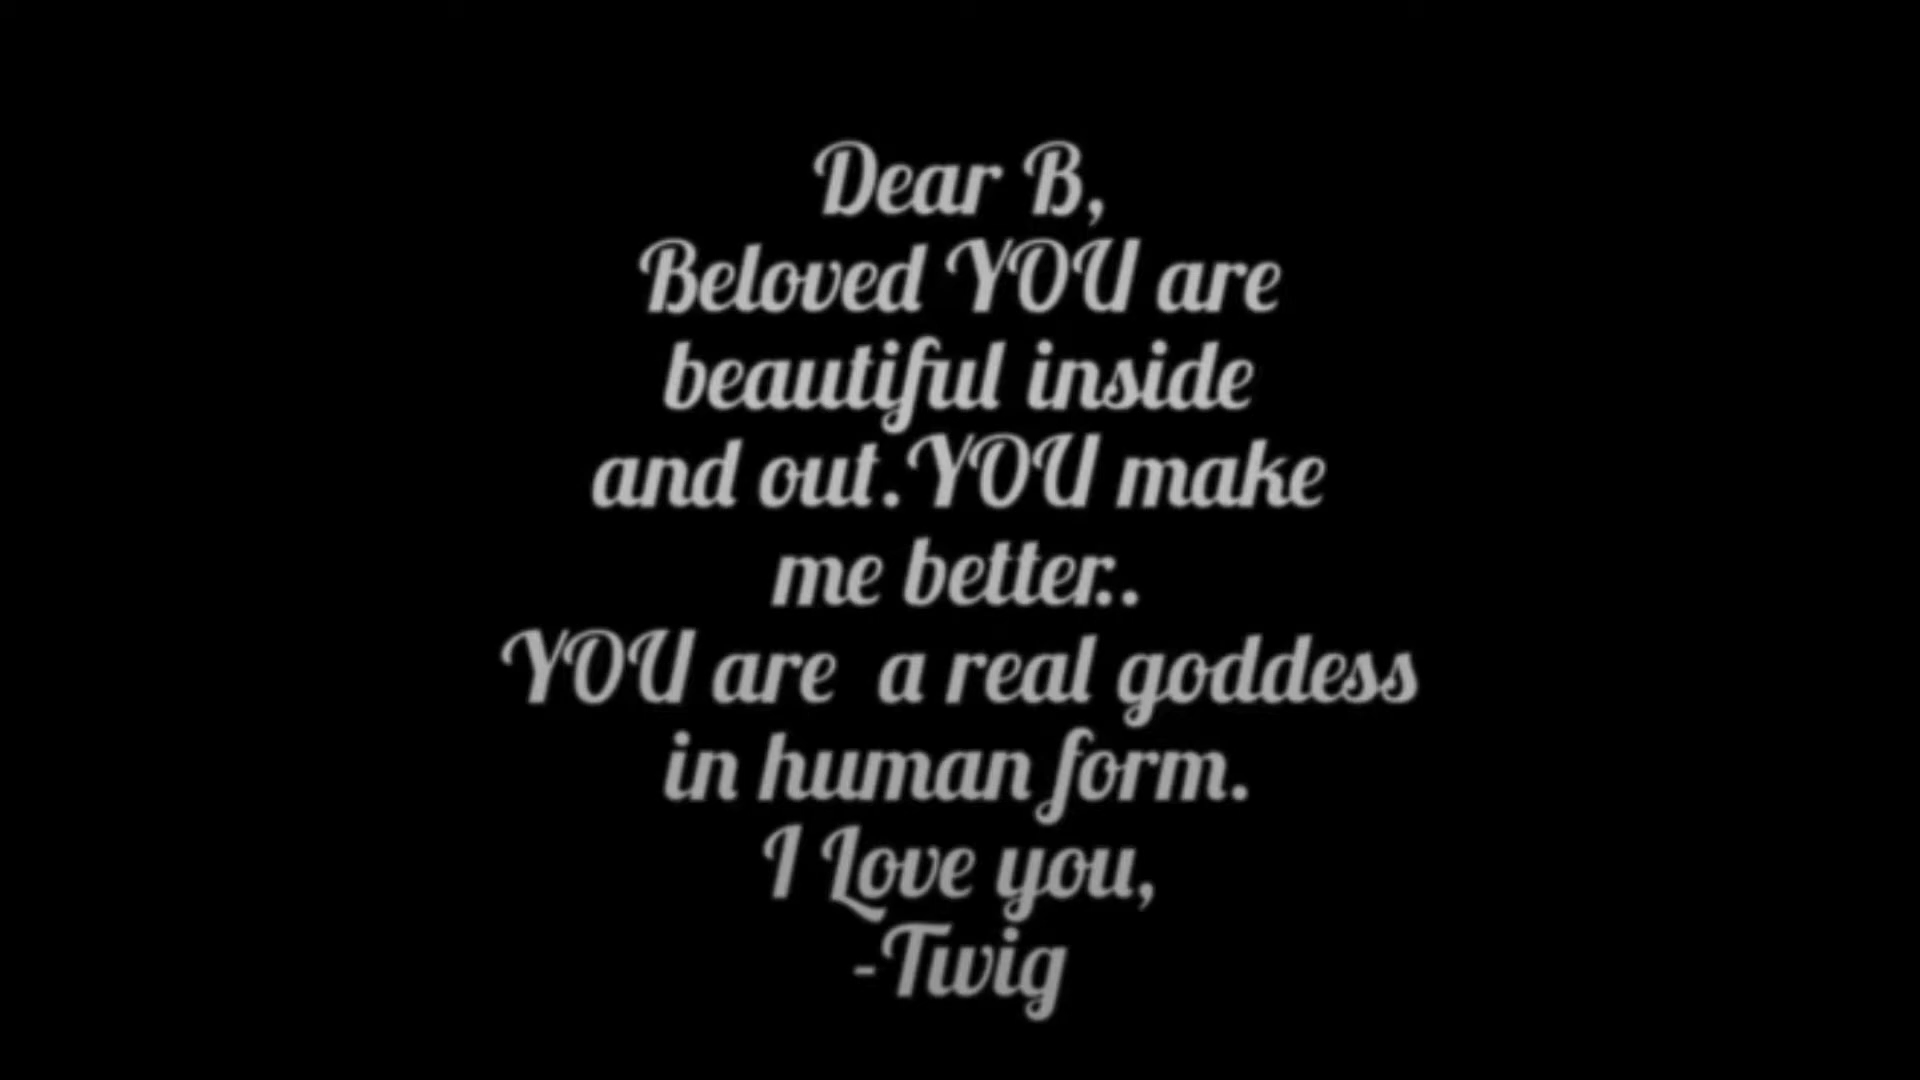 Dear B,
Beloved YOU are
beautiful inside
and out.YOU make
me better..
YOU are  a real goddess
in human form.
I Love you,
-Twig